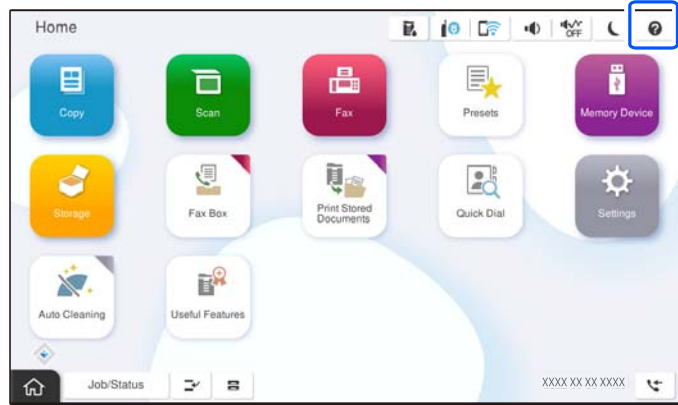 Home
OFF
?
Copy
Scan
Fax
Presets
Memory Device
Storage
Fax Box
Print Stored
Documents
Quick Dial
Settings
Auto Cleaning
Useful Features
Job/Status
XXXX XX XX XXXX